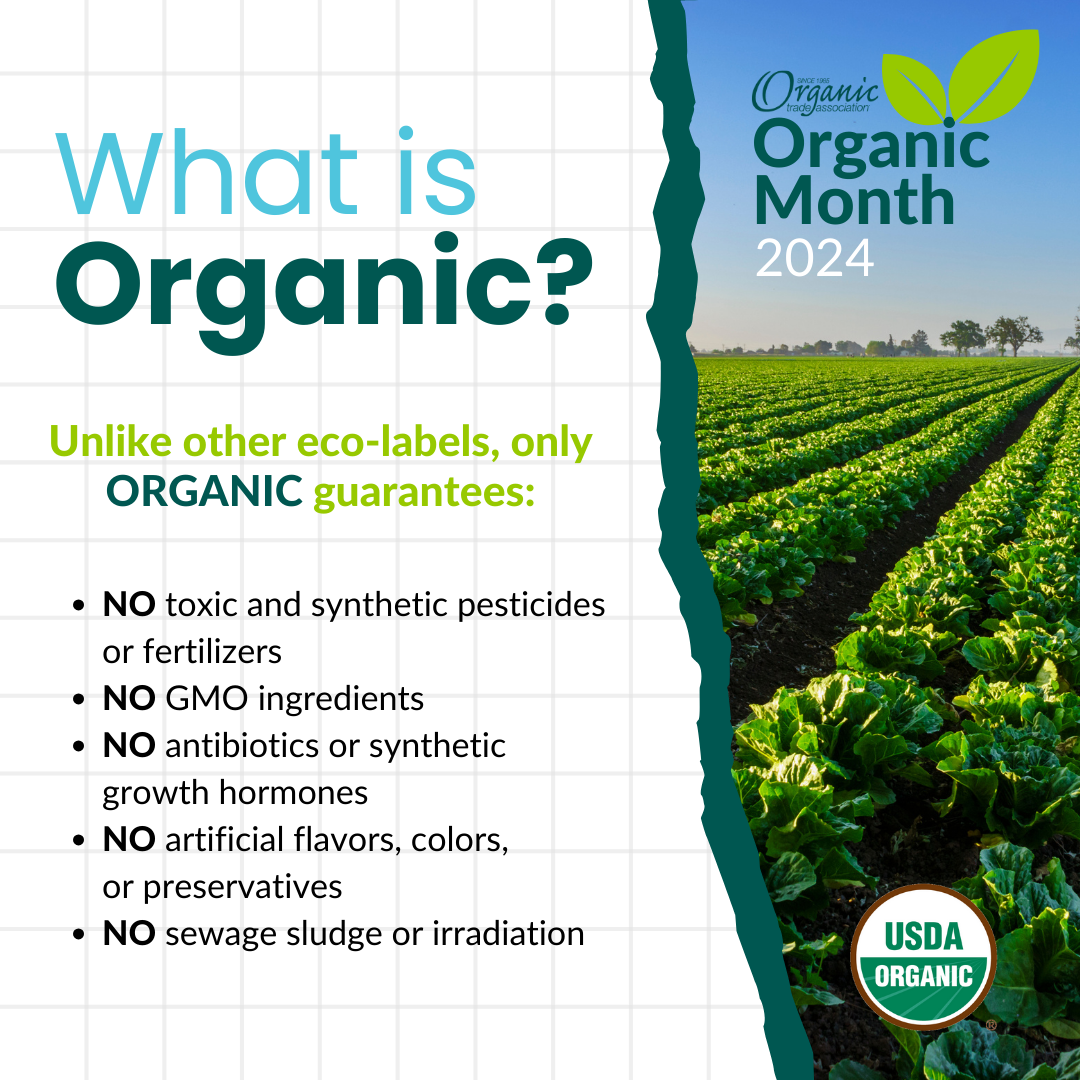 What is
Organic?
Unlike other eco-labels, only
ORGANIC guarantees:
• NO toxic and synthetic pesticides
or fertilizers
• NO GMO ingredients
• NO antibiotics or synthetic
growth hormones
• NO artificial flavors, colors,
or preservatives
• NO sewage sludge or irradiation
SINCE 1985
Organic
trade association
Organic
Month
2024
USDA
ORGANIC
®